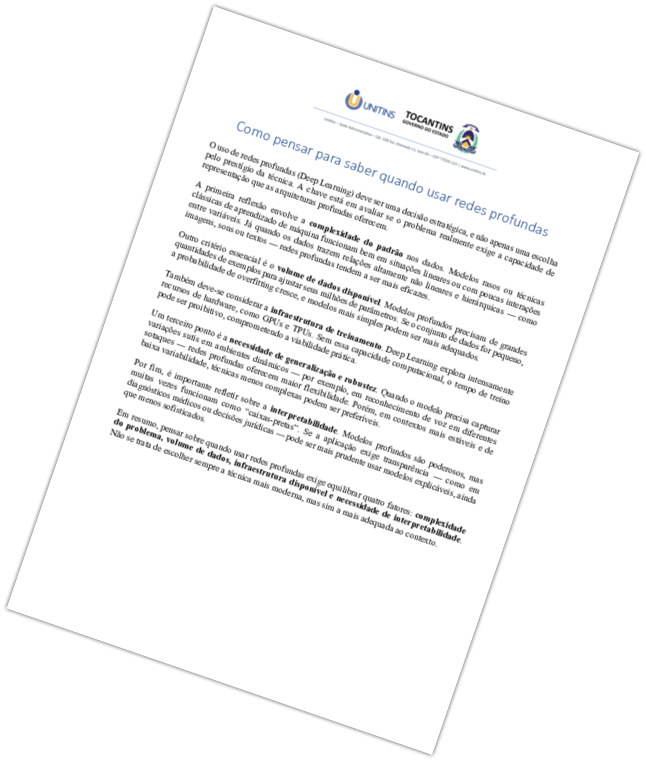 UNITINS
TOCANTINS
GOVERNO DO ESTADO
Como pensar para saber quando usar redes profundas
O uso de redes profundas (Deep Learning) deve ser uma decisão estratégica, e não apenas uma escolha
pelo prestígio da técnica. A chave está em avaliar se o problema realmente exige a capacidade de
representação que as arquiteturas profundas oferecem.
A primeira reflexão envolve a complexidade do padrão nos dados. Modelos rasos ou técnicas
clássicas de aprendizado de máquina funcionam bem em situações lineares ou com poucas interações
entre variáveis. Já quando os dados trazem relações altamente não lineares e hierárquicas — como
imagens, sons ou textos — redes profundas tendem a ser mais eficazes.
Outro critério essencial é o volume de dados disponível. Modelos profundos precisam de grandes
quantidades de exemplos para ajustar seus milhões de parâmetros. Se o conjunto de dados for pequeno,
a probabilidade de overfitting cresce, e modelos mais simples podem ser mais adequados.
Também deve-se considerar a infraestrutura de treinamento. Deep Learning explora intensamente
recursos de hardware, como GPUs e TPUs. Sem essa capacidade computacional, o tempo de treino
pode ser proibitivo, comprometendo a viabilidade prática.
Um terceiro ponto é a necessidade de generalização e robustez. Quando o modelo precisa capturar
variações sutis em ambientes dinâmicos — por exemplo, em reconhecimento de voz em diferentes
sotaques — redes profundas oferecem maior flexibilidade. Porém, em contextos mais estáveis e de
baixa variabilidade, técnicas menos complexas podem ser preferíveis.
Por fim, é importante refletir sobre a interpretabilidade. Modelos profundos são poderosos, mas
muitas vezes funcionam como "caixas-pretas". Se a aplicação exige transparência — como em
diagnósticos médicos ou decisões jurídicas — pode ser mais prudente usar modelos explicáveis, ainda
que menos sofisticados.
Em resumo, pensar sobre quando usar redes profundas exige equilibrar quatro fatores: complexidade
do problema, volume de dados, infraestrutura disponível e necessidade de interpretabilidade.
Não se trata de escolher sempre a técnica mais moderna, mas sim a mais adequada ao contexto.